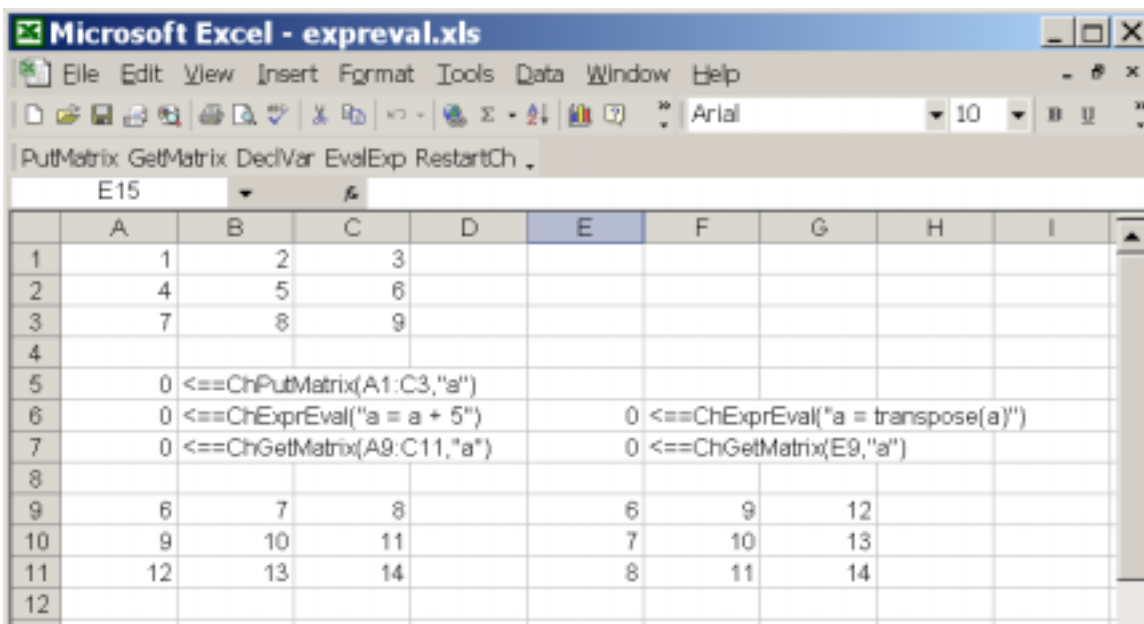 Microsoft Excel - expreval.xls
File Edit View Insert Format Tools Data Window Help
Arial 10 B U
PutMatrix GetMatrix DeclVar EvalExp RestartCh
E15 fx
A B C D E F G H I
1 1 2 3
2 4 5 6
3 7 8 9
4
5 0 <==ChPutMatrix(A1:C3,"a")
6 0 <==ChExprEval("a = a + 5") 0 <==ChExprEval("a = transpose(a)")
7 0 <==ChGetMatrix(A9:C11,"a") 0 <==ChGetMatrix(E9,"a")
8
9 6 7 8 6 9 12
10 9 10 11 7 10 13
11 12 13 14 8 11 14
12